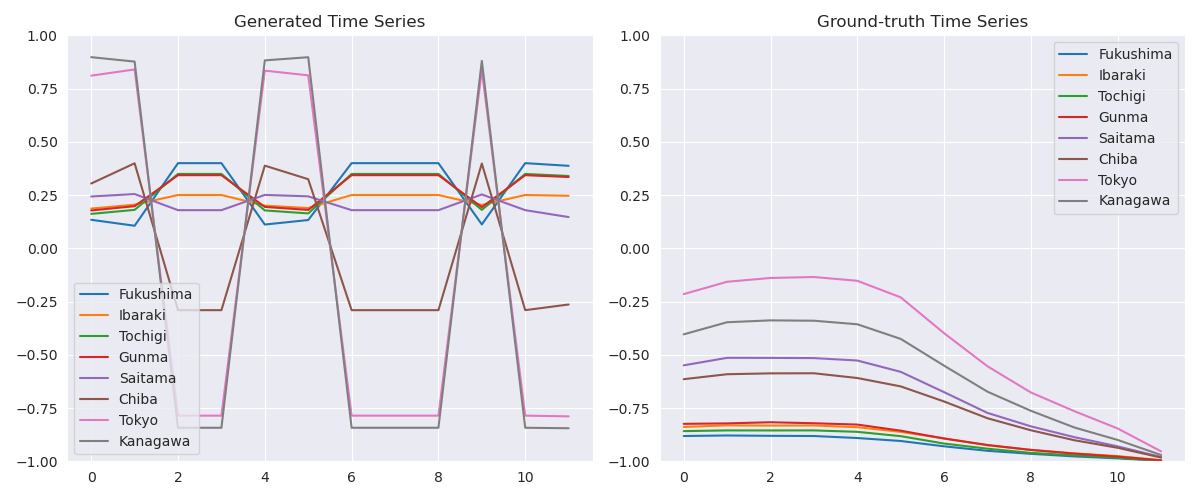 Generated Time Series
1.00
0.75
0.50
0.25
0.00
−0.25
−0.50
−0.75
−1.00
0 2 4 6 8 10
Fukushima
Ibaraki
Tochigi
Gunma
Saitama
Chiba
Tokyo
Kanagawa
Ground-truth Time Series
1.00
0.75
0.50
0.25
0.00
−0.25
−0.50
−0.75
−1.00
0 2 4 6 8 10
Fukushima
Ibaraki
Tochigi
Gunma
Saitama
Chiba
Tokyo
Kanagawa